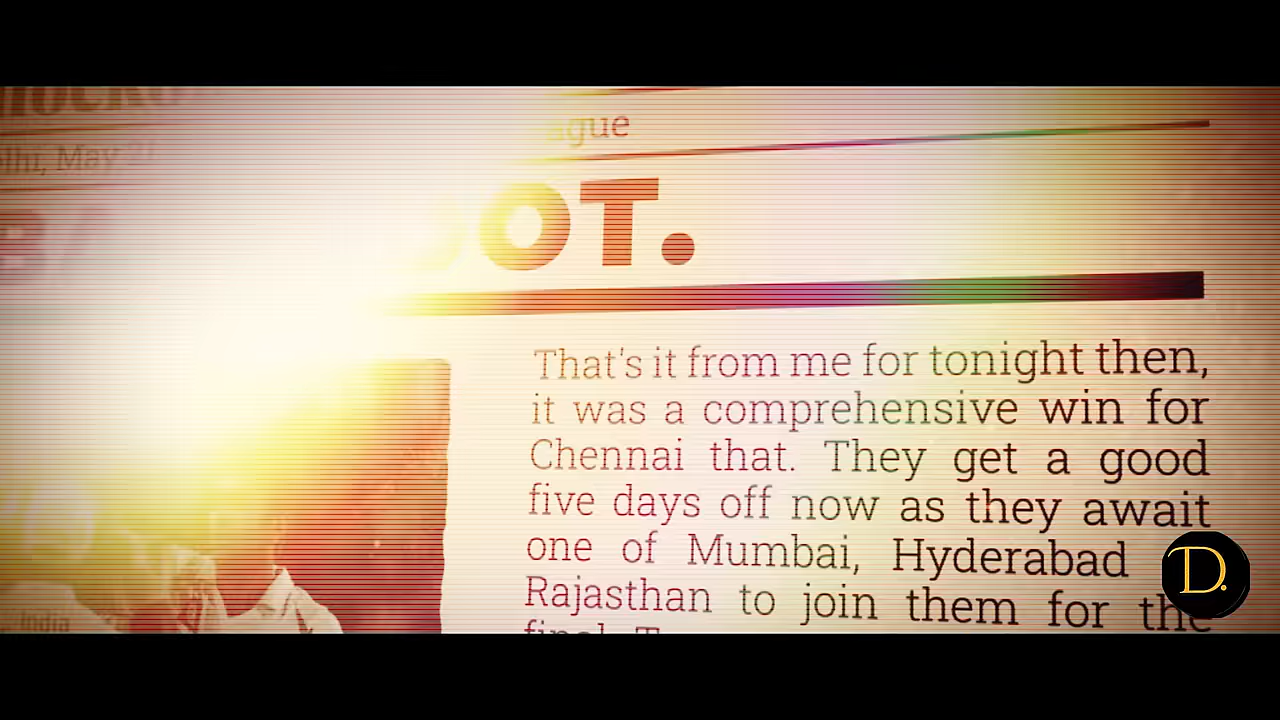 ague
OT.
That's it from me for tonight then,
it was a comprehensive win for
Chennai that. They get a good
five days off now as they await
one of Mumbai, Hyderabad
Rajasthan to join them for the
India
D.